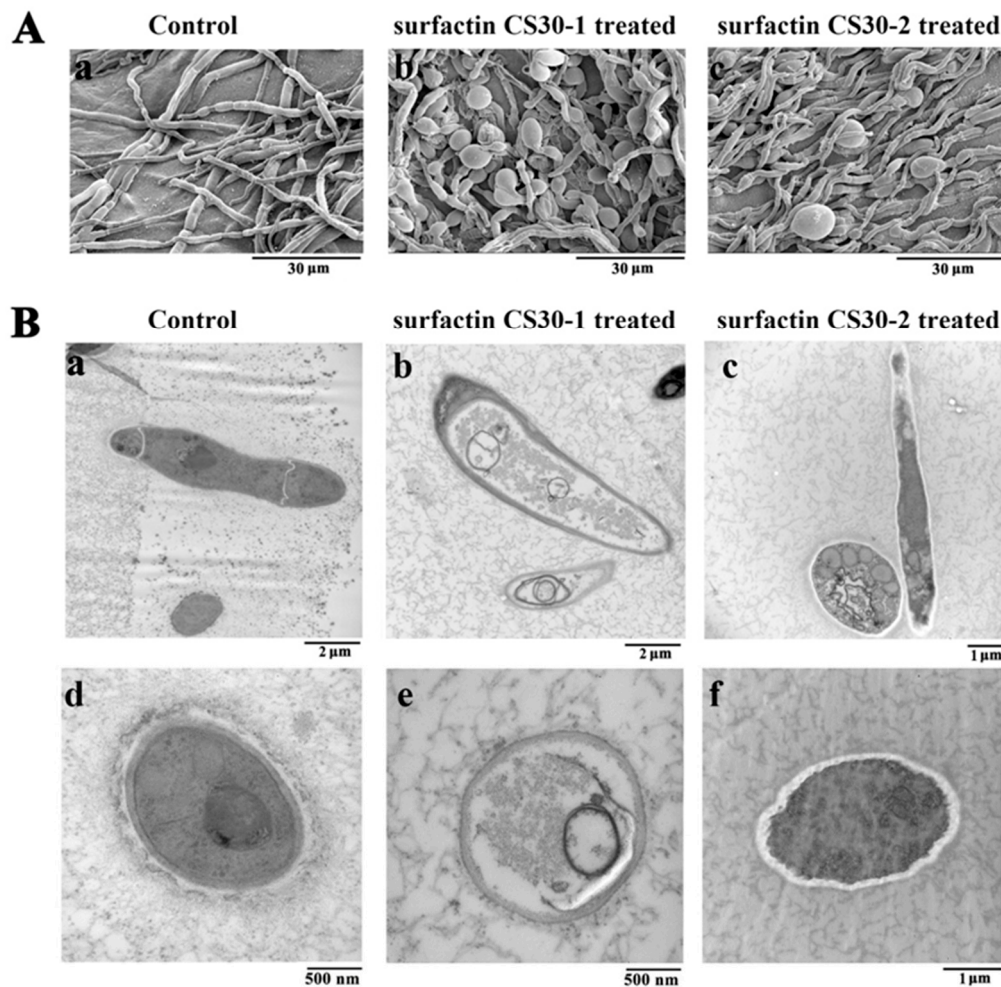 A
Control surfactin CS30-1 treated surfactin CS30-2 treated
a b c
30 µm 30 µm 30 µm
B
Control surfactin CS30-1 treated surfactin CS30-2 treated
a b c
2 µm 2 µm 1 µm
d e f
500 nm 500 nm 1 µm